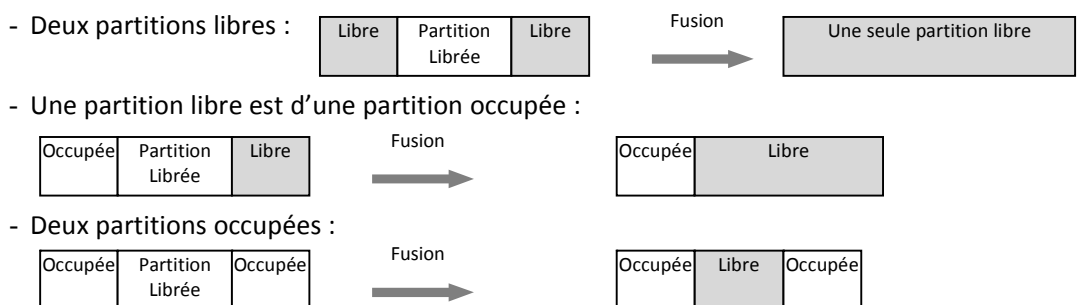 - Deux partitions libres :
Libre Partition Libre Fusion Une seule partition libre
Librée
- Une partition libre est d'une partition occupée :
Occupée Partition Libre Fusion Occupée Libre
Librée
- Deux partitions occupées :
Occupée Partition Occupée Fusion Occupée Libre Occupée
Librée